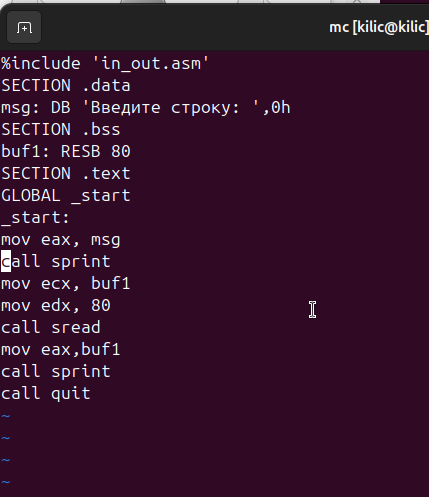 mc [kilic@kilic]
%include 'in_out.asm'
SECTION .data
msg: DB 'Введите строку: ',0h
SECTION .bss
buf1: RESB 80
SECTION .text
GLOBAL _start
_start:
mov eax, msg
call sprint
mov ecx, buf1
mov edx, 80
call sread
mov eax,buf1
call sprint
call quit
~
~
~
~